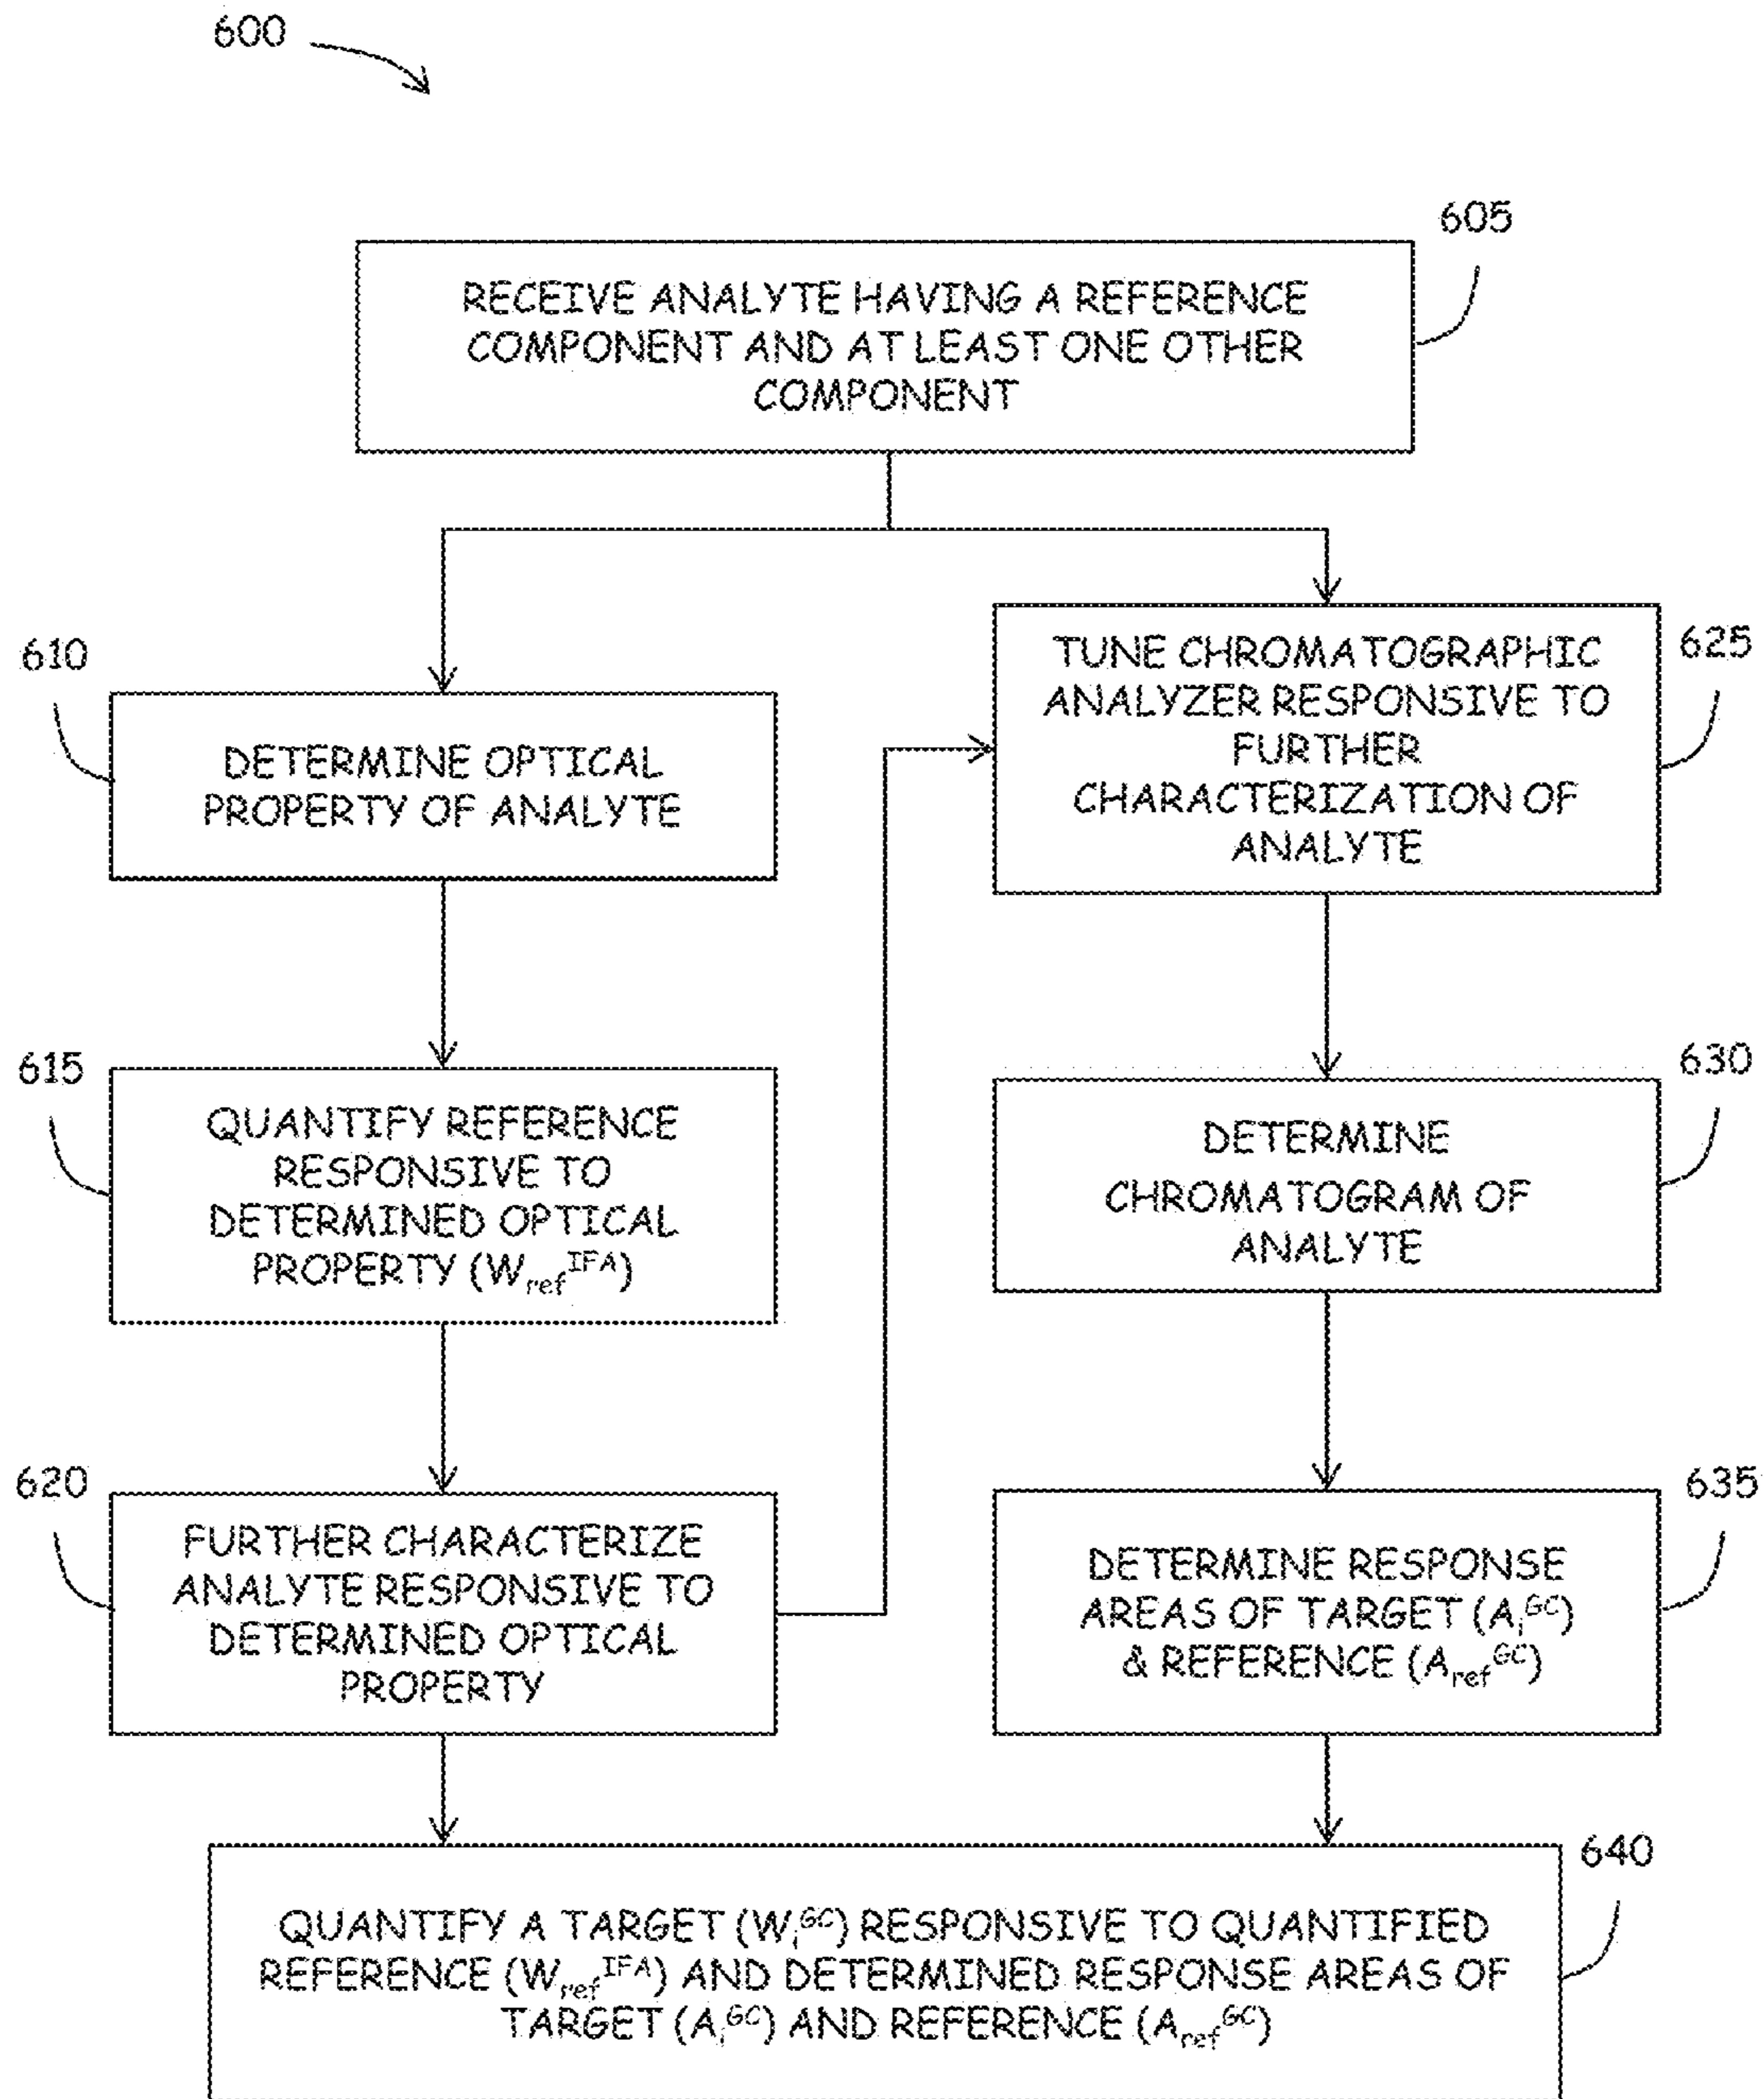 600
605
RECEIVE ANALYTE HAVING A REFERENCE
COMPONENT AND AT LEAST ONE OTHER
COMPONENT
610
DETERMINE OPTICAL
PROPERTY OF ANALYTE
615
QUANTIFY REFERENCE
RESPONSIVE TO
DETERMINED OPTICAL
PROPERTY (W_ref^IFA)
620
FURTHER CHARACTERIZE
ANALYTE RESPONSIVE TO
DETERMINED OPTICAL
PROPERTY
625
TUNE CHROMATOGRAPHIC
ANALYZER RESPONSIVE TO
FURTHER
CHARACTERIZATION OF
ANALYTE
630
DETERMINE
CHROMATOGRAM OF
ANALYTE
635
DETERMINE RESPONSE
AREAS OF TARGET (A_i^GC)
& REFERENCE (A_ref^GC)
640
QUANTIFY A TARGET (W_i^GC) RESPONSIVE TO QUANTIFIED
REFERENCE (W_ref^IFA) AND DETERMINED RESPONSE AREAS OF
TARGET (A_i^GC) AND REFERENCE (A_ref^GC)